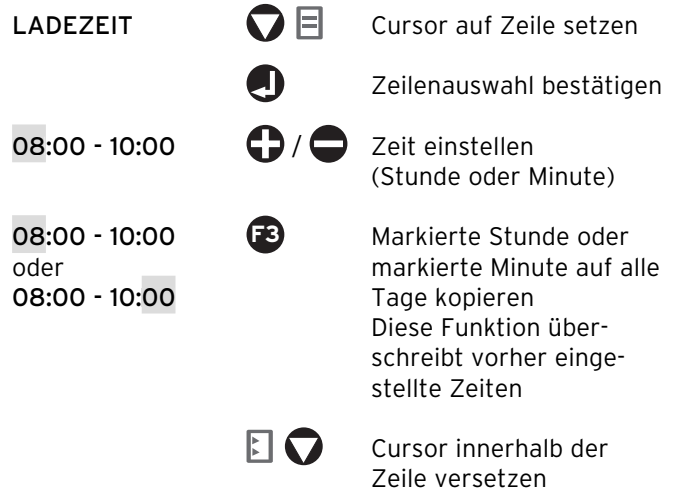 LADEZEIT Cursor auf Zeile setzen
Zeilenauswahl bestätigen
08:00 - 10:00 / Zeit einstellen
(Stunde oder Minute)
08:00 - 10:00 F3 Markierte Stunde oder
oder markierte Minute auf alle
08:00 - 10:00 Tage kopieren
Diese Funktion über-
schreibt vorher einge-
stellte Zeiten
Cursor innerhalb der
Zeile versetzen